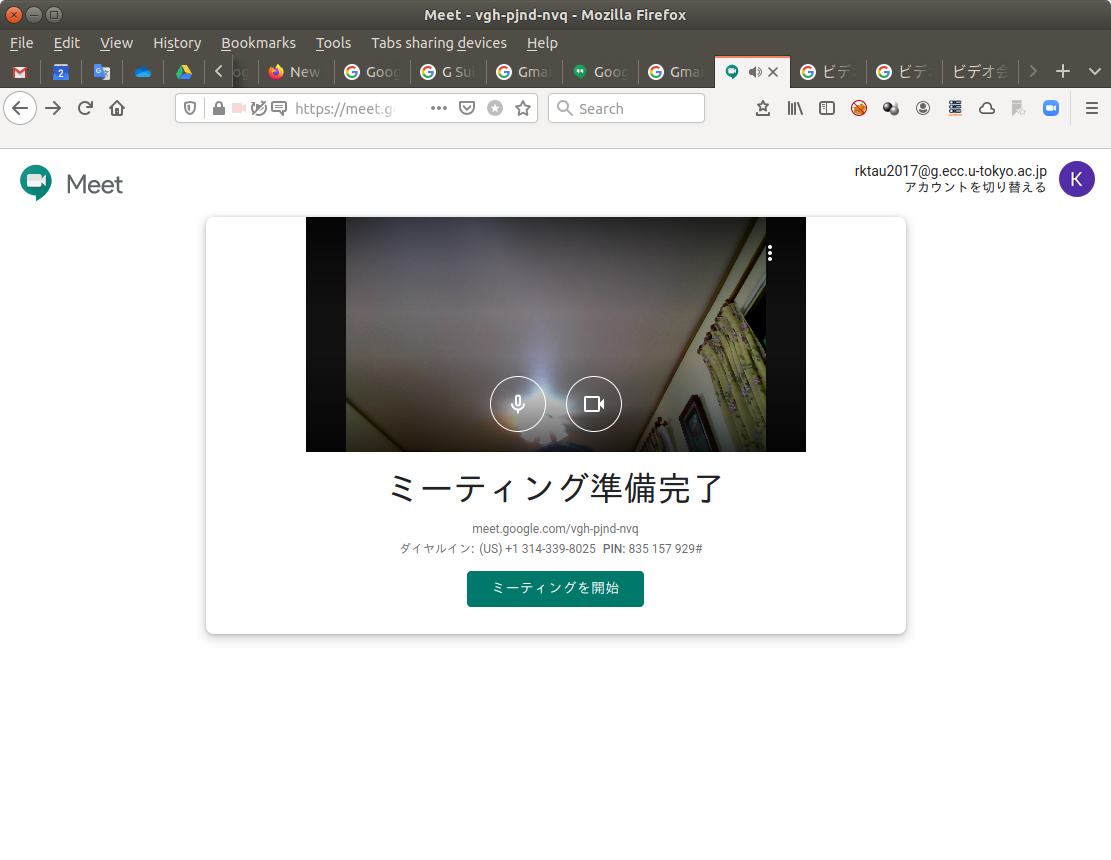 Meet - vgh-pjnd-nvq - Mozilla Firefox
File Edit View History Bookmarks Tools Tabs sharing devices Help
2 New Goog G Sui Gmai Goog Gmai ビデ ビデ ビデオ会
https://meet.g Search
Meet
rktau2017@g.ecc.u-tokyo.ac.jp
アカウントを切り替える
K
ミーティング準備完了
meet.google.com/vgh-pjnd-nvq
ダイヤルイン: (US) +1 314-339-8025 PIN: 835 157 929#
ミーティングを開始